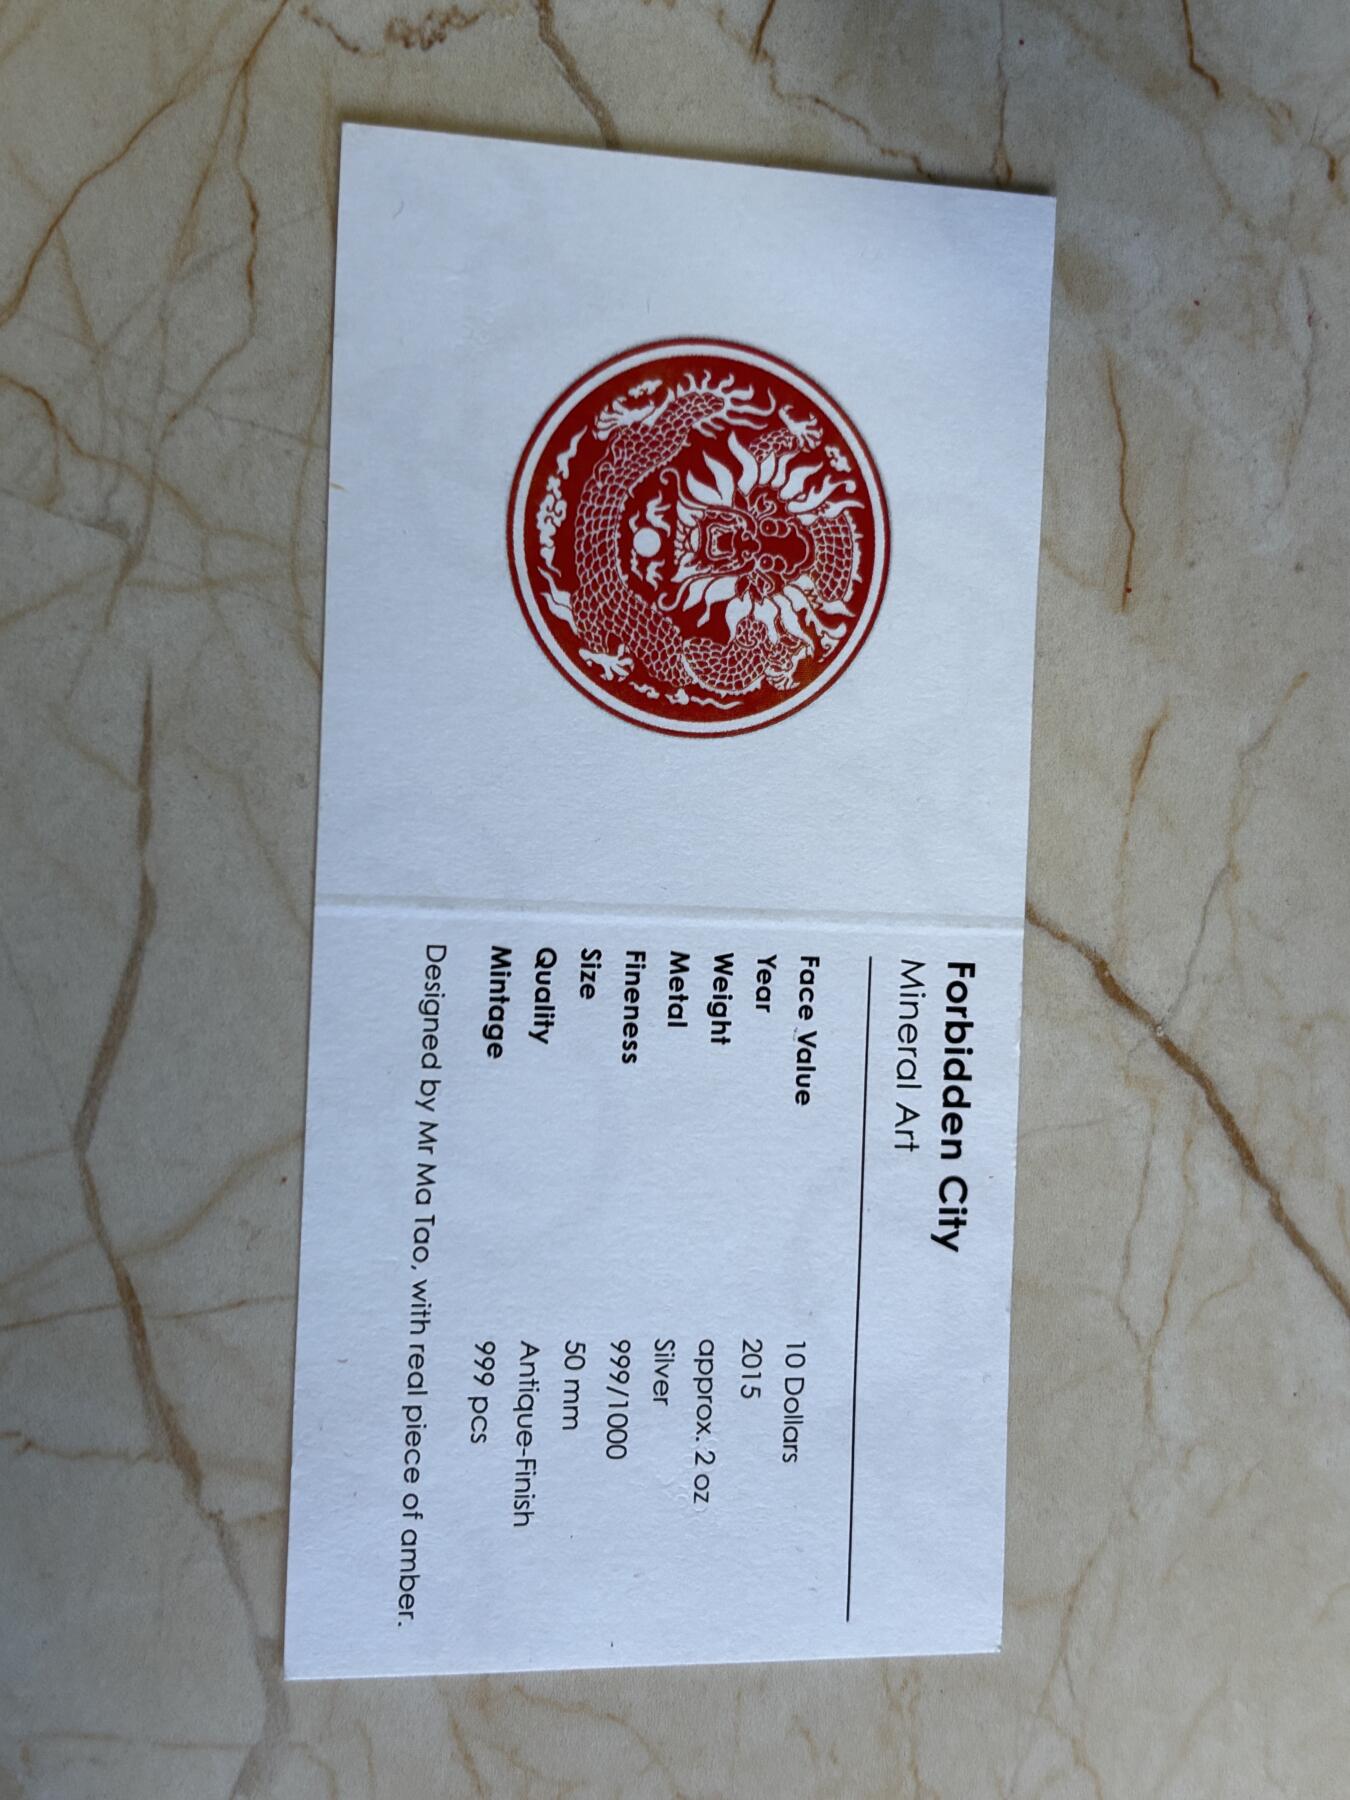 Forbidden City
Mineral Art
Face Value 10 Dollars
Year 2015
Weight approx. 2 oz
Metal Silver
Fineness 999/1000
Size 50 mm
Quality Antique-Finish
Mintage 999 pcs
Designed by Mr Ma Tao, with real piece of amber.